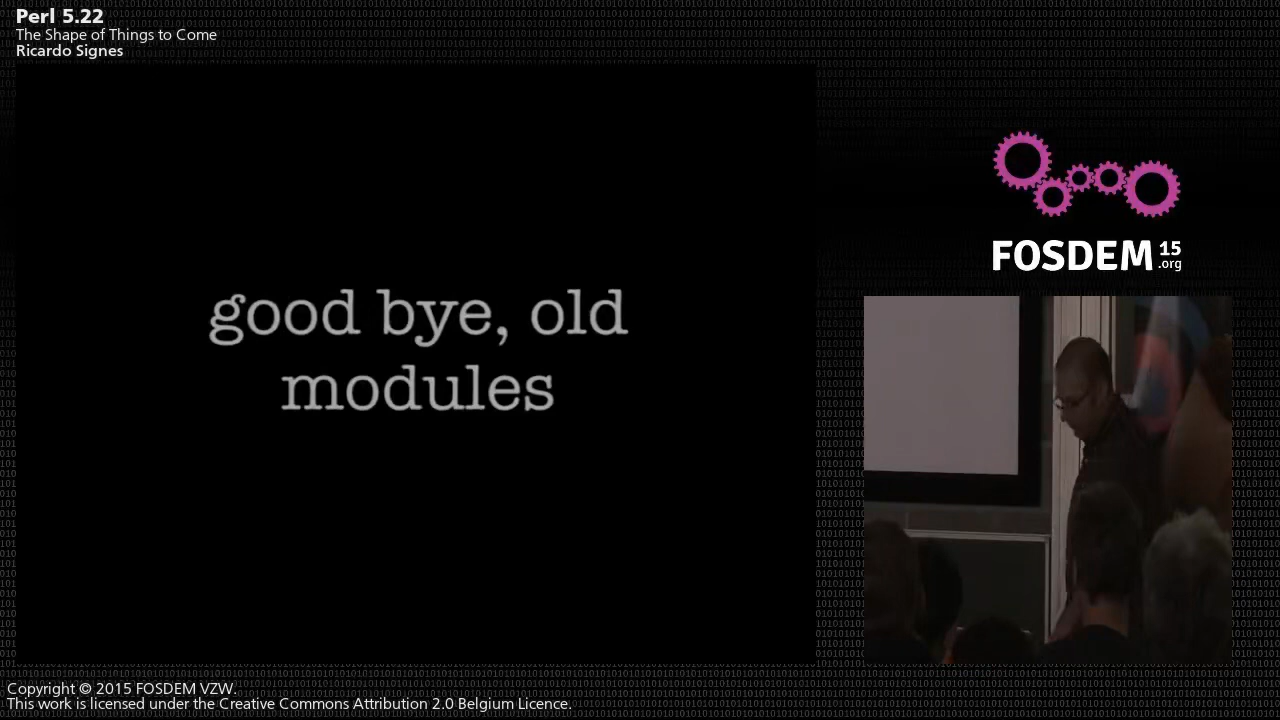 Perl 5.22
The Shape of Things to Come
Ricardo Signes
good bye, old
modules
FOSDEM 15
.org
Copyright © 2015 FOSDEM VZW.
This work is licensed under the Creative Commons Attribution 2.0 Belgium Licence.